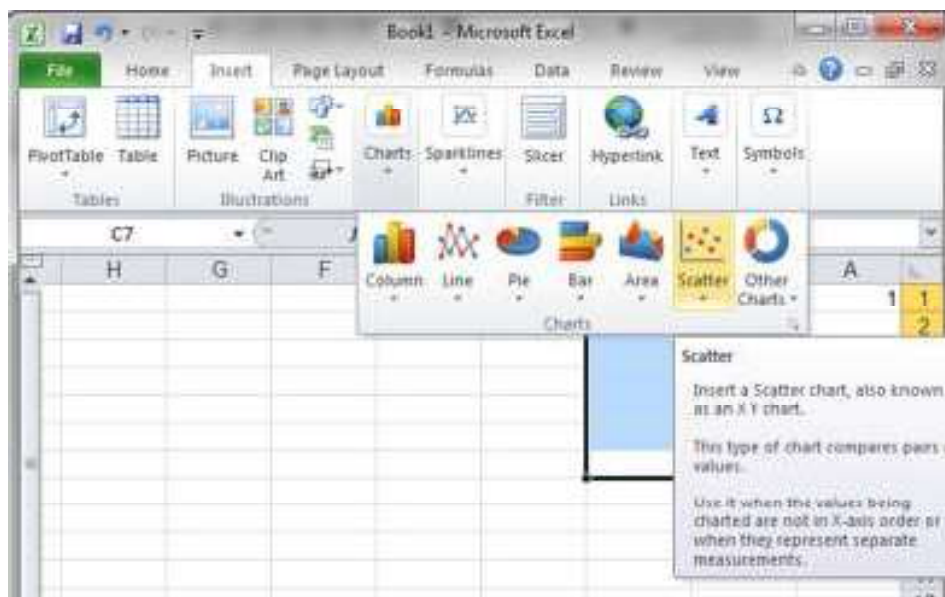 Book1 - Microsoft Excel
File Home Insert Page Layout Formulas Data Review View
PivotTable Table Picture Clip Art Charts Sparklines Slicer Hyperlink Text Symbols
Tables Illustrations Filter Links
C7
Column Line Pie Bar Area Scatter Other Charts
Charts
H G F A
1 1
2
Scatter
Insert a Scatter chart, also known
as an X Y chart.
This type of chart compares pairs
values.
Use it when the values being
charted are not in X-axis order or
when they represent separate
measurements.